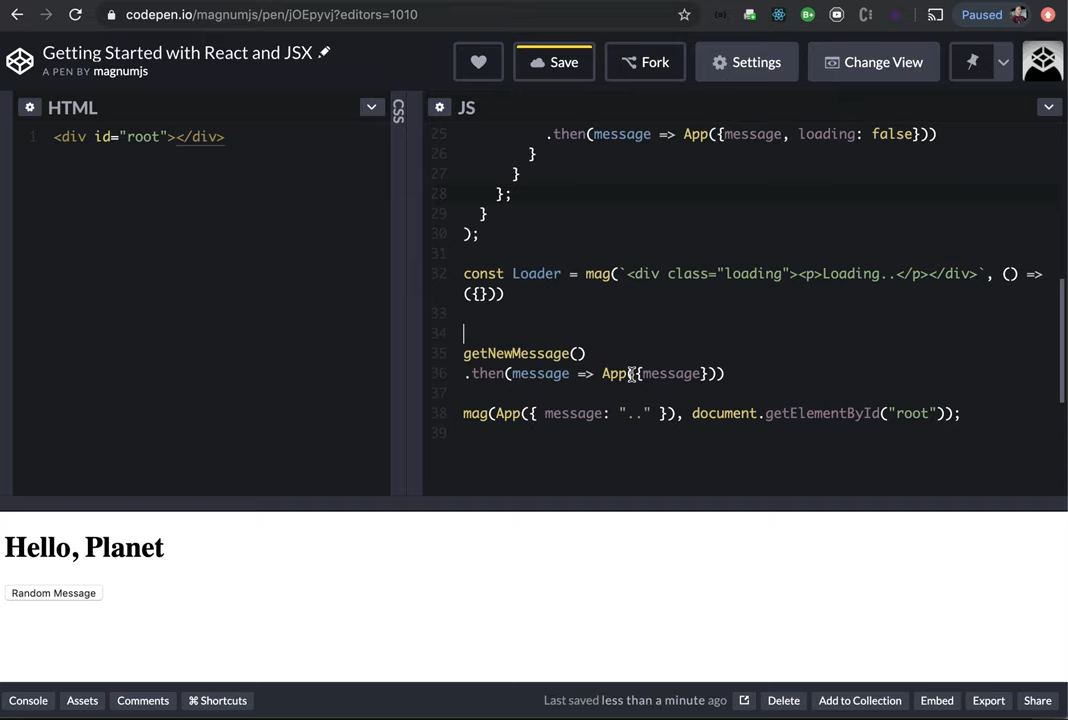 codepen.io/magnumjs/pen/jOEpyvj?editors=1010
Paused
Getting Started with React and JSX
A PEN BY magnumjs
Save
Fork
Settings
Change View
HTML
1 <div id="root"></div>
CSS
JS
25 .then(message => App({message, loading: false}))
26 }
27 }
28 };
29 }
30 );
31
32 const Loader = mag(`<div class="loading"><p>Loading..</p></div>`, () =>
({}))
33
34
35 getNewMessage()
36 .then(message => App({message}))
37
38 mag(App({ message: ".." }), document.getElementById("root"));
39
Hello, Planet
Random Message
Console
Assets
Comments
⌘ Shortcuts
Last saved less than a minute ago
Delete
Add to Collection
Embed
Export
Share